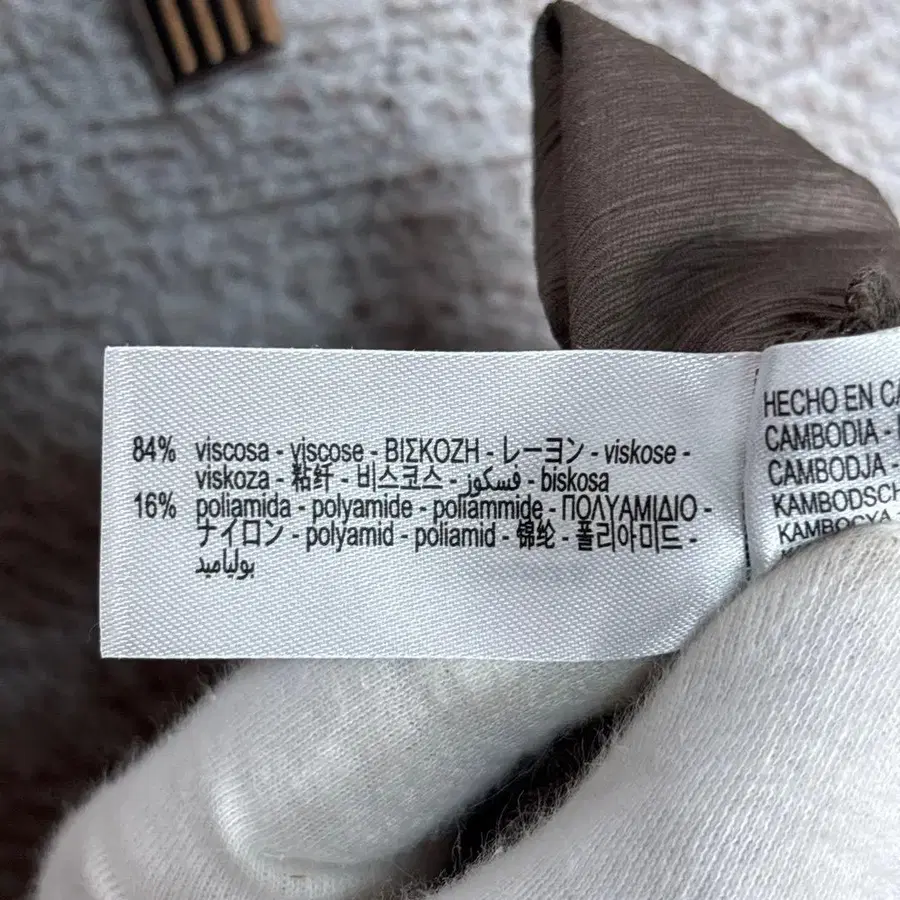 84% viscosa - viscose - ΒΙΣΚΟΖΗ - レーヨン - viskose -
viskoza - 粘纤 - 비스코스 - فسكوز - biskosa
16% poliamida - polyamide - poliammide - ΠΟΛΥΑΜΙΔΙΟ -
ナイロン - polyamid - poliamid - 锦纶 - 폴리아미드 -
بولياميد
HECHO EN CA
CAMBODIA -
CAMBODJA -
KAMBODSCH
KAMBOÇYA -